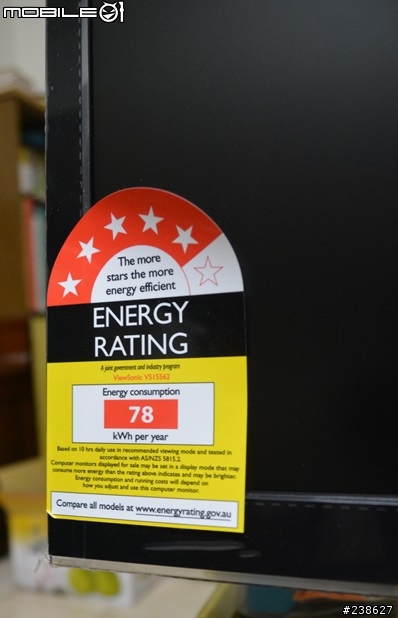 MOBILE01
The more
stars the more
energy efficient
ENERGY
RATING
A joint government and industry program
ViewSonic VS15562
Energy consumption
78
kWh per year
Based on 10 hrs daily use in recommended viewing mode and tested in
accordance with AS/NZS 5815.2.
Computer monitors displayed for sale may be set in a display mode that may
consume more energy than the rating above indicates and may be brighter.
Energy consumption and running costs will depend on
how you adjust and use this computer monitor.
Compare all models at www.energyrating.gov.au
#238627